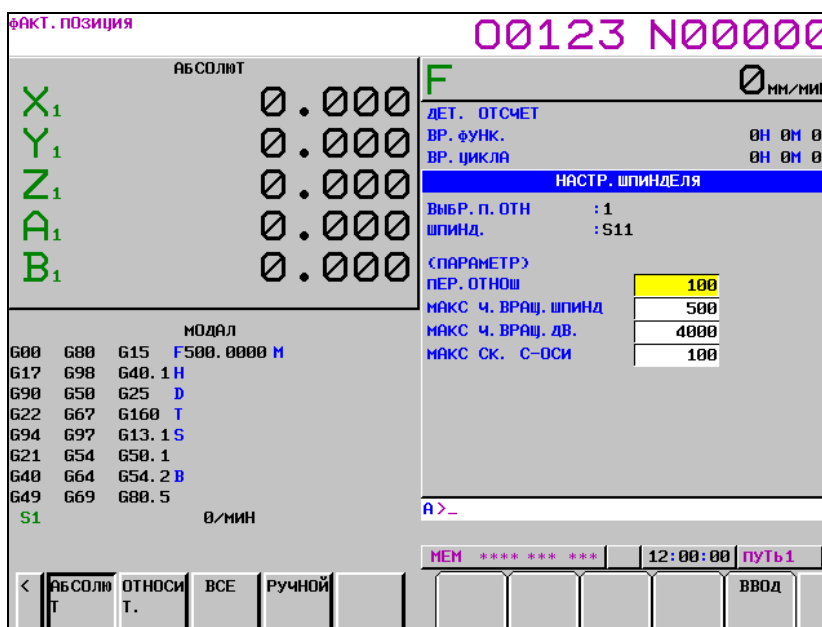 ФАКТ.ПОЗИЦИЯ
O0123 N00000
АБСОЛЮТ
X1 0.000
Y1 0.000
Z1 0.000
A1 0.000
B1 0.000
F 0 ММ/МИН
ДЕТ. ОТСЧЕТ
ВР.ФУНК. 0H 0M 0
ВР.ЦИКЛА 0H 0M 0
НАСТР.ШПИНДЕЛЯ
ВЫБР.П.ОТН :1
ШПИНД. :S11
(ПАРАМЕТР)
ПЕР.ОТНОШ 100
МАКС Ч.ВРАЩ.ШПИНД 500
МАКС Ч.ВРАЩ.ДВ. 4000
МАКС СК. С-ОСИ 100
МОДАЛ
G00 G80 G15 F500.0000 M
G17 G98 G40.1 H
G90 G50 G25 D
G22 G67 G160 T
G94 G97 G13.1 S
G21 G54 G50.1
G40 G64 G54.2 B
G49 G69 G80.5
S1 0/МИН
A>_
MEM **** *** *** 12:00:00 ПУТЬ1
< АБСОЛЮТ ОТНОСИТ. ВСЕ РУЧНОЙ ВВОД